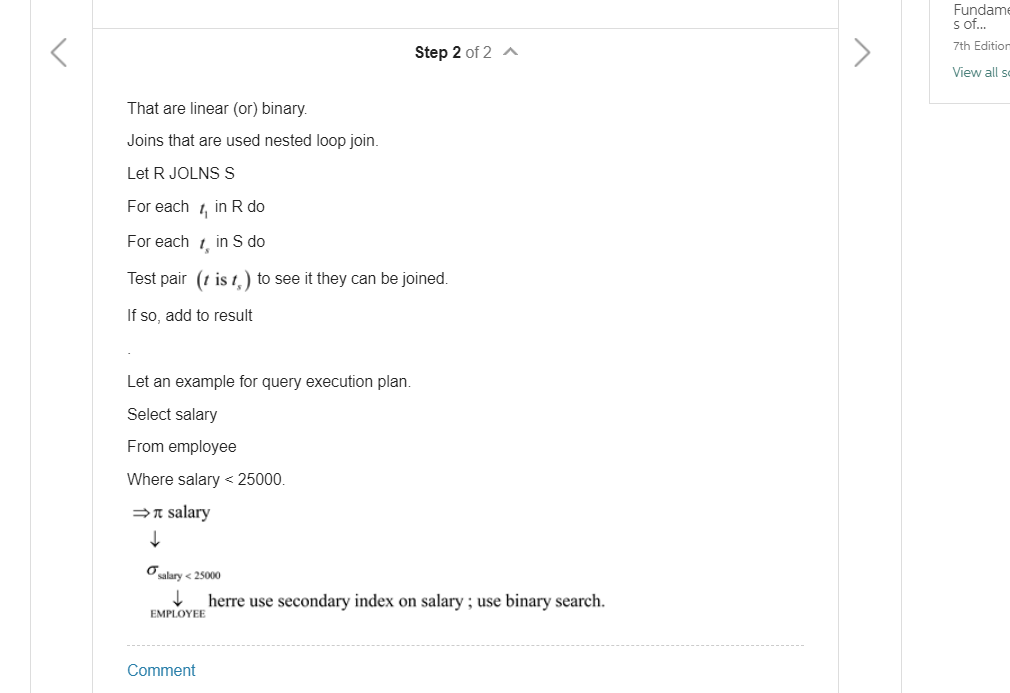 Step 2 of 2
That are linear (or) binary.
Joins that are used nested loop join.
Let R JOLNS S
For each t₁ in R do
For each tₛ in S do
Test pair (t is tₛ) to see it they can be joined.
If so, add to result
.
Let an example for query execution plan.
Select salary
From employee
Where salary < 25000.
⇒ π salary
↓
σ salary < 25000
↓ herre use secondary index on salary ; use binary search.
EMPLOYEE
Comment
s of...
7th Edition
View all